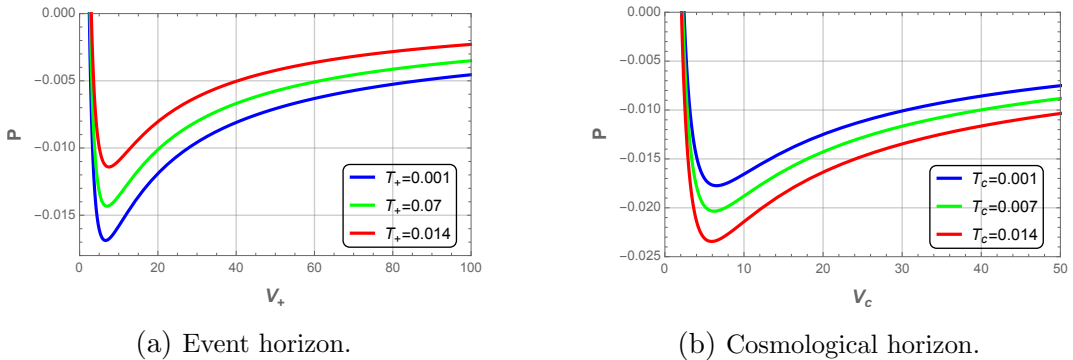 0.000
-0.005
-0.010
-0.015
P
0 20 40 60 80 100
V+
T+=0.001
T+=0.07
T+=0.014
(a) Event horizon.
0.000
-0.005
-0.010
-0.015
-0.020
-0.025
P
0 10 20 30 40 50
Vc
Tc=0.001
Tc=0.007
Tc=0.014
(b) Cosmological horizon.